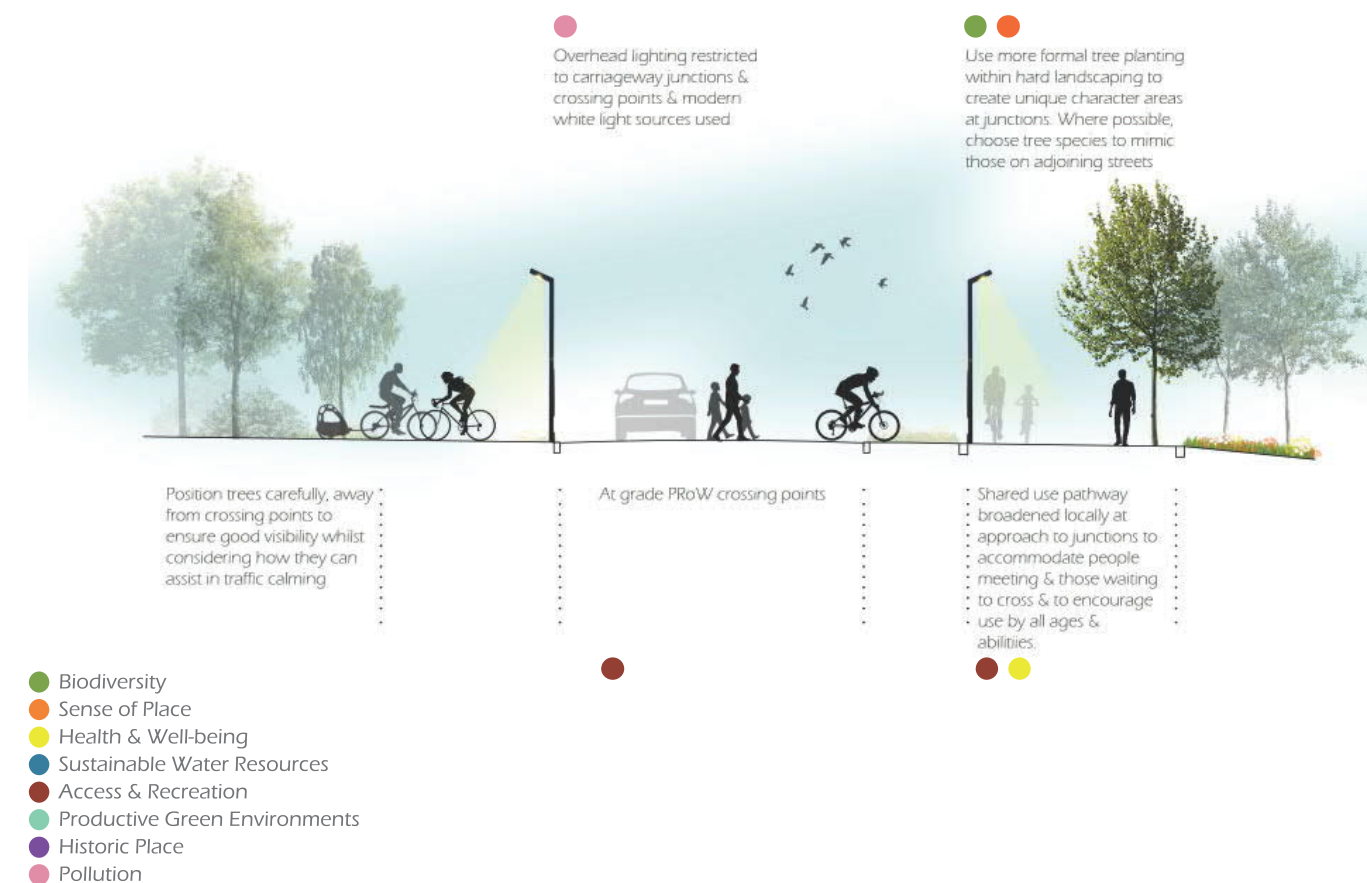 Overhead lighting restricted
to carriageway junctions &
crossing points & modern
white light sources used
Use more formal tree planting
within hard landscaping to
create unique character areas
at junctions. Where possible,
choose tree species to mimic
those on adjoining streets
Position trees carefully, away
from crossing points to
ensure good visibility whilst
considering how they can
assist in traffic calming
At grade PRoW crossing points
Shared use pathway
broadened locally at
approach to junctions to
accommodate people
meeting & those waiting
to cross & to encourage
use by all ages &
abilitiies.
Biodiversity
Sense of Place
Health & Well-being
Sustainable Water Resources
Access & Recreation
Productive Green Environments
Historic Place
Pollution